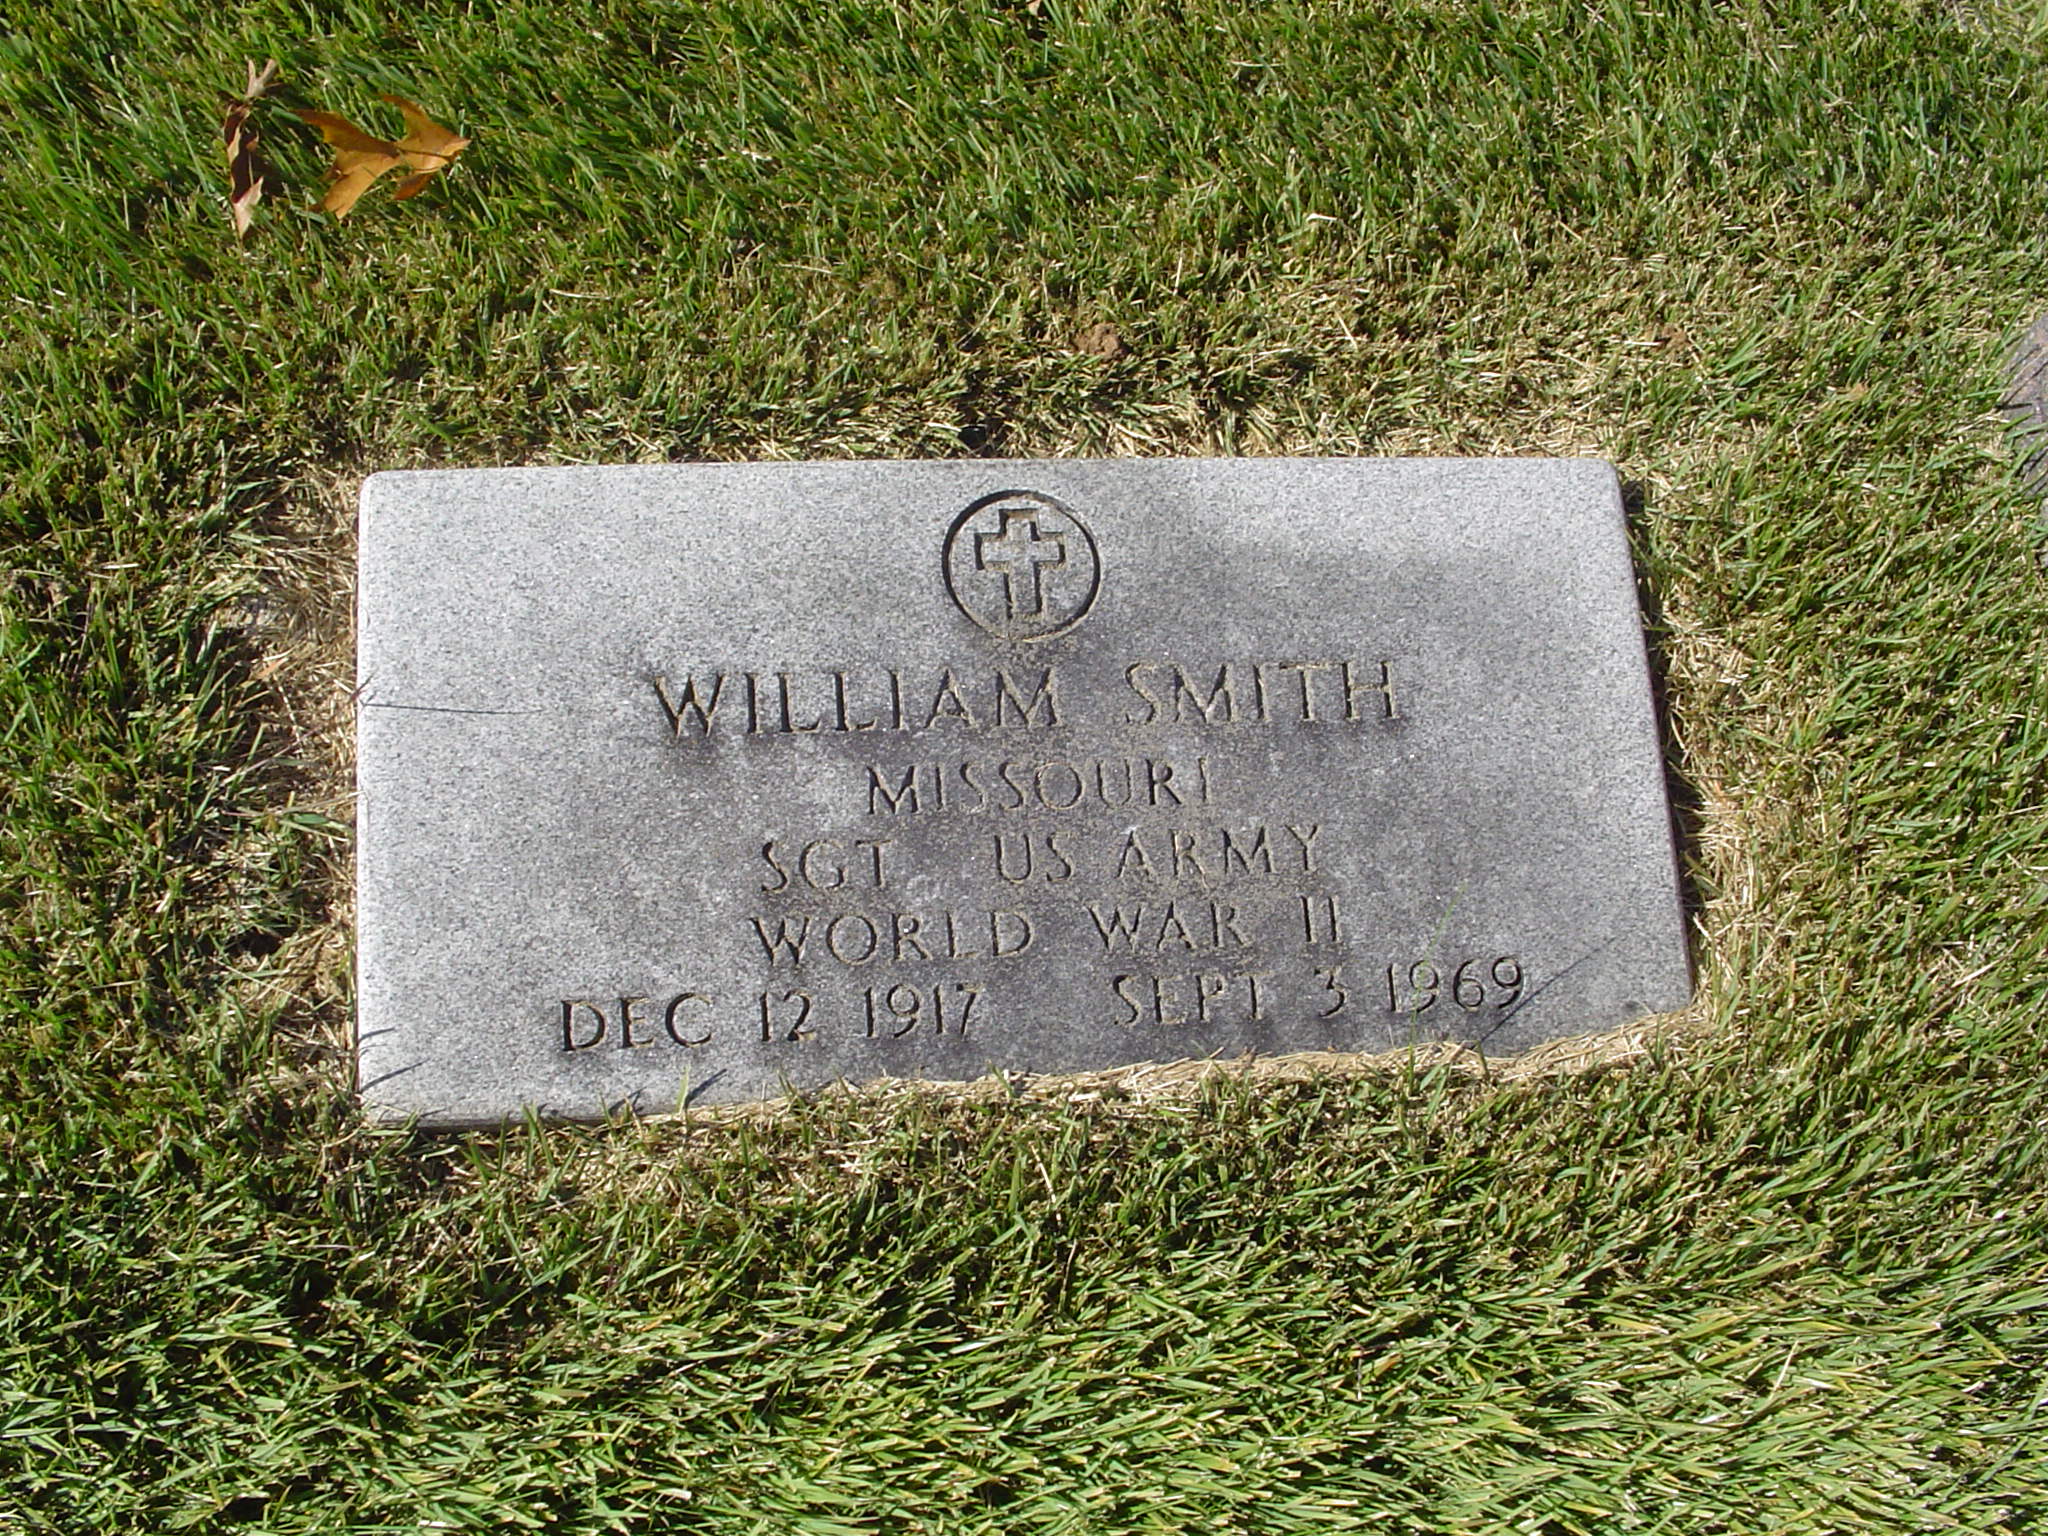 WILLIAM SMITH
MISSOURI
SGT US ARMY
WORLD WAR II
DEC 12 1917 SEPT 3 1969